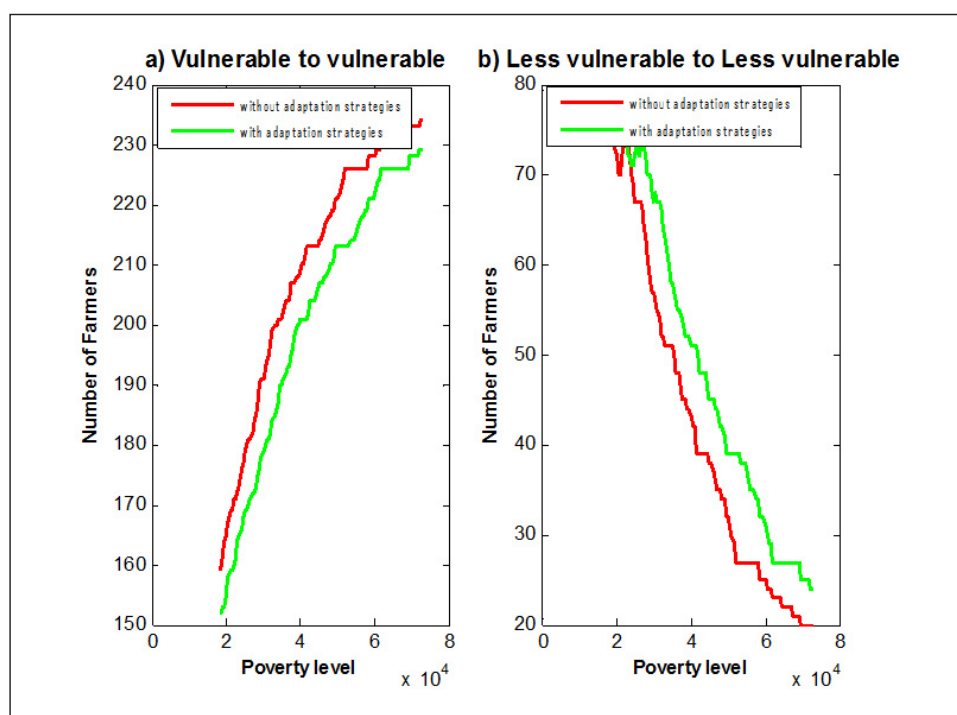 a) Vulnerable to vulnerable
240
230
220
210
200
190
180
170
160
150
Number of Farmers
without adaptation strategies
with adaptation strategies
0
2
4
6
8
Poverty level
x 10^4
b) Less vulnerable to Less vulnerable
80
70
60
50
40
30
20
Number of Farmers
without adaptation strategies
with adaptation strategies
0
2
4
6
8
Poverty level
x 10^4